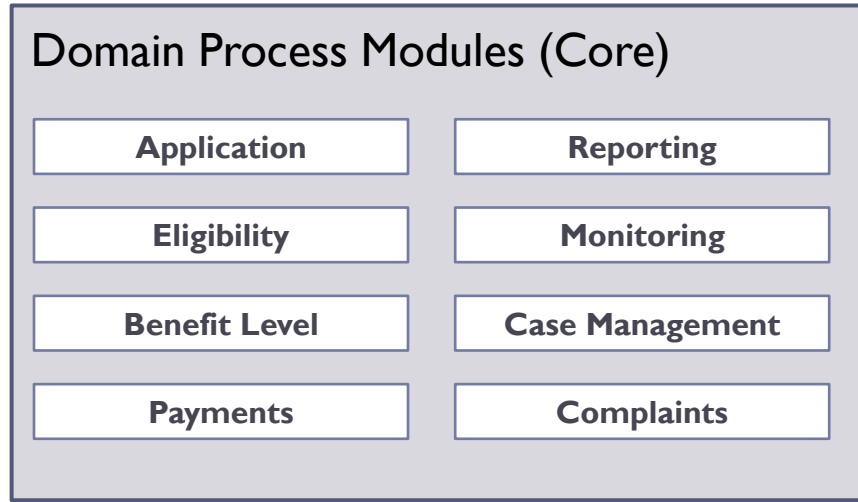 Domain Process Modules (Core)
Application
Reporting
Eligibility
Monitoring
Benefit Level
Case Management
Payments
Complaints